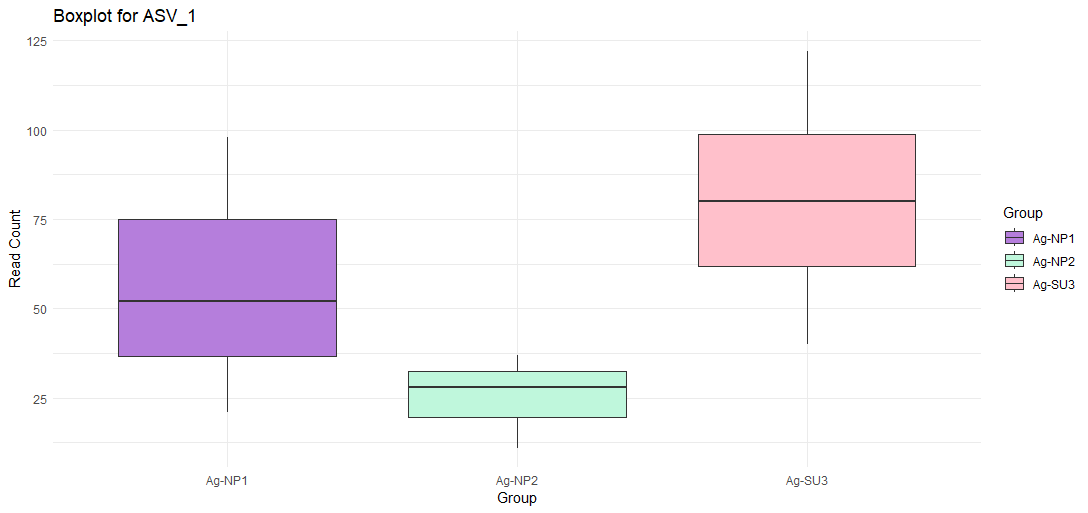 Boxplot for ASV_1
Read Count
125
100
75
50
25
Ag-NP1
Ag-NP2
Ag-SU3
Group
Group
Ag-NP1
Ag-NP2
Ag-SU3